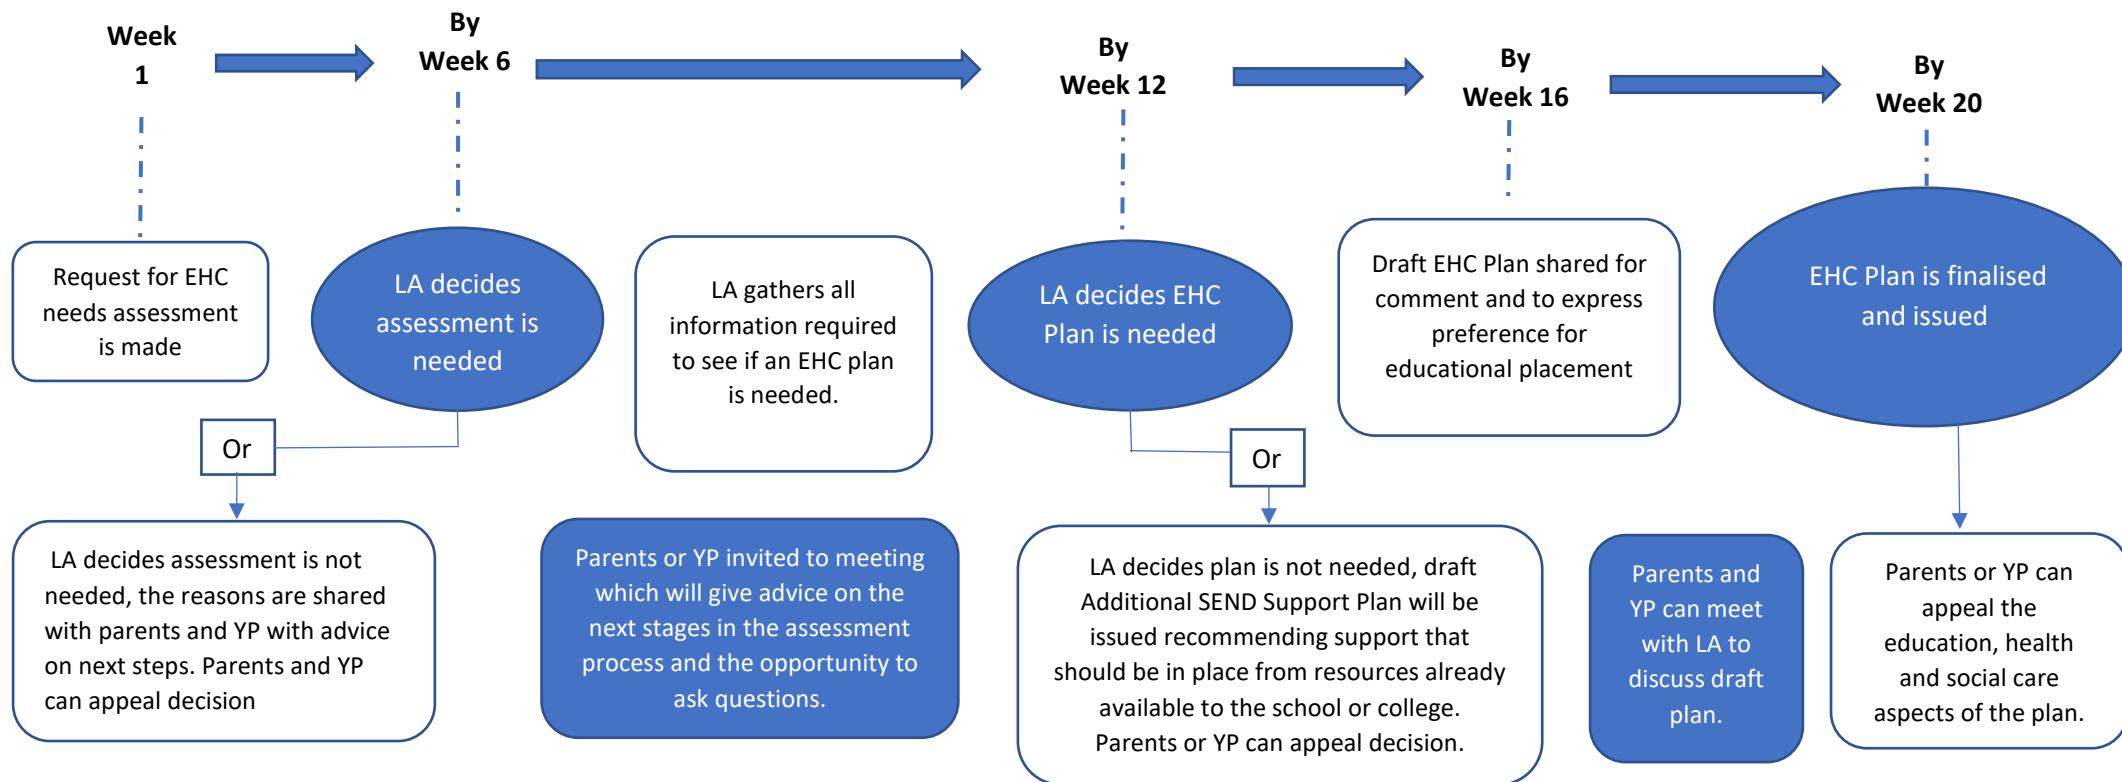 Week
1
By
Week 6
By
Week 12
By
Week 16
By
Week 20
Request for EHC
needs assessment
is made
LA decides
assessment is
needed
LA gathers all
information required
to see if an EHC plan
is needed.
LA decides EHC
Plan is needed
Draft EHC Plan shared for
comment and to express
preference for
educational placement
EHC Plan is finalised
and issued
Or
Or
LA decides assessment is not
needed, the reasons are shared
with parents and YP with advice
on next steps. Parents and YP
can appeal decision
Parents or YP invited to meeting
which will give advice on the
next stages in the assessment
process and the opportunity to
ask questions.
LA decides plan is not needed, draft
Additional SEND Support Plan will be
issued recommending support that
should be in place from resources already
available to the school or college.
Parents or YP can appeal decision.
Parents and
YP can meet
with LA to
discuss draft
plan.
Parents or YP can
appeal the
education, health
and social care
aspects of the plan.